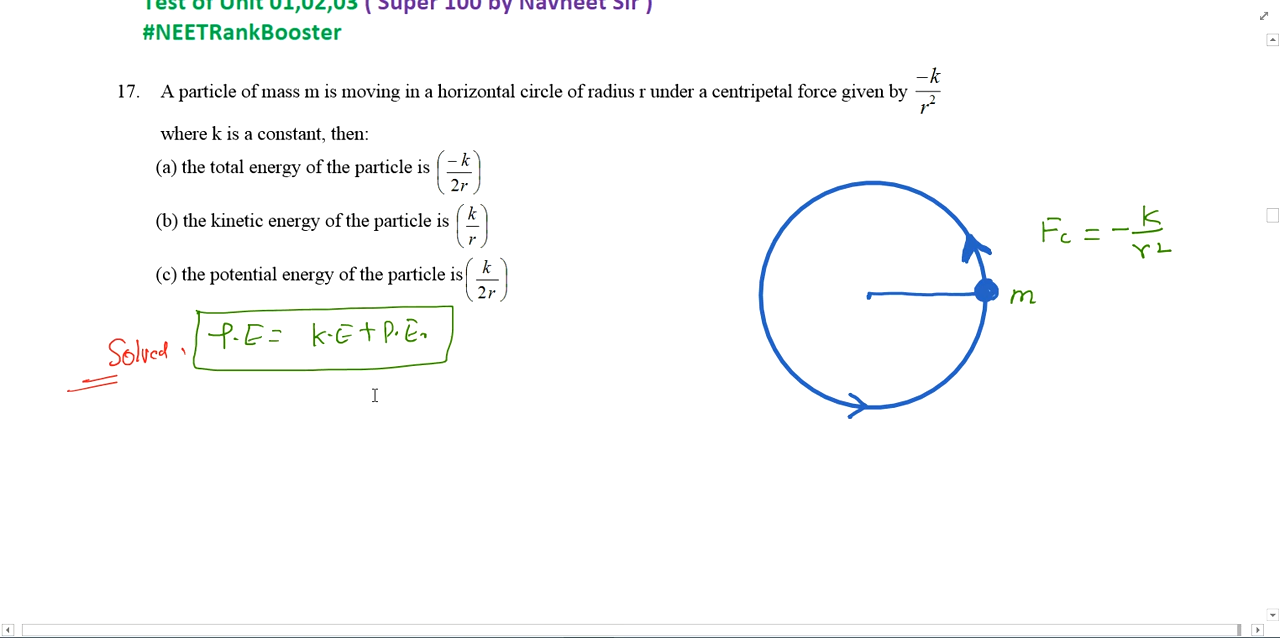 Test of Unit 01,02,03 ( Super 100 by Navneet Sir )
#NEETRankBooster
17. A particle of mass m is moving in a horizontal circle of radius r under a centripetal force given by -k/r²
where k is a constant, then:
(a) the total energy of the particle is (-k/2r)
(b) the kinetic energy of the particle is (k/r)
(c) the potential energy of the particle is (k/2r)
Solved,
T.E = K.E + P.E.
Fc = -k/r²
m